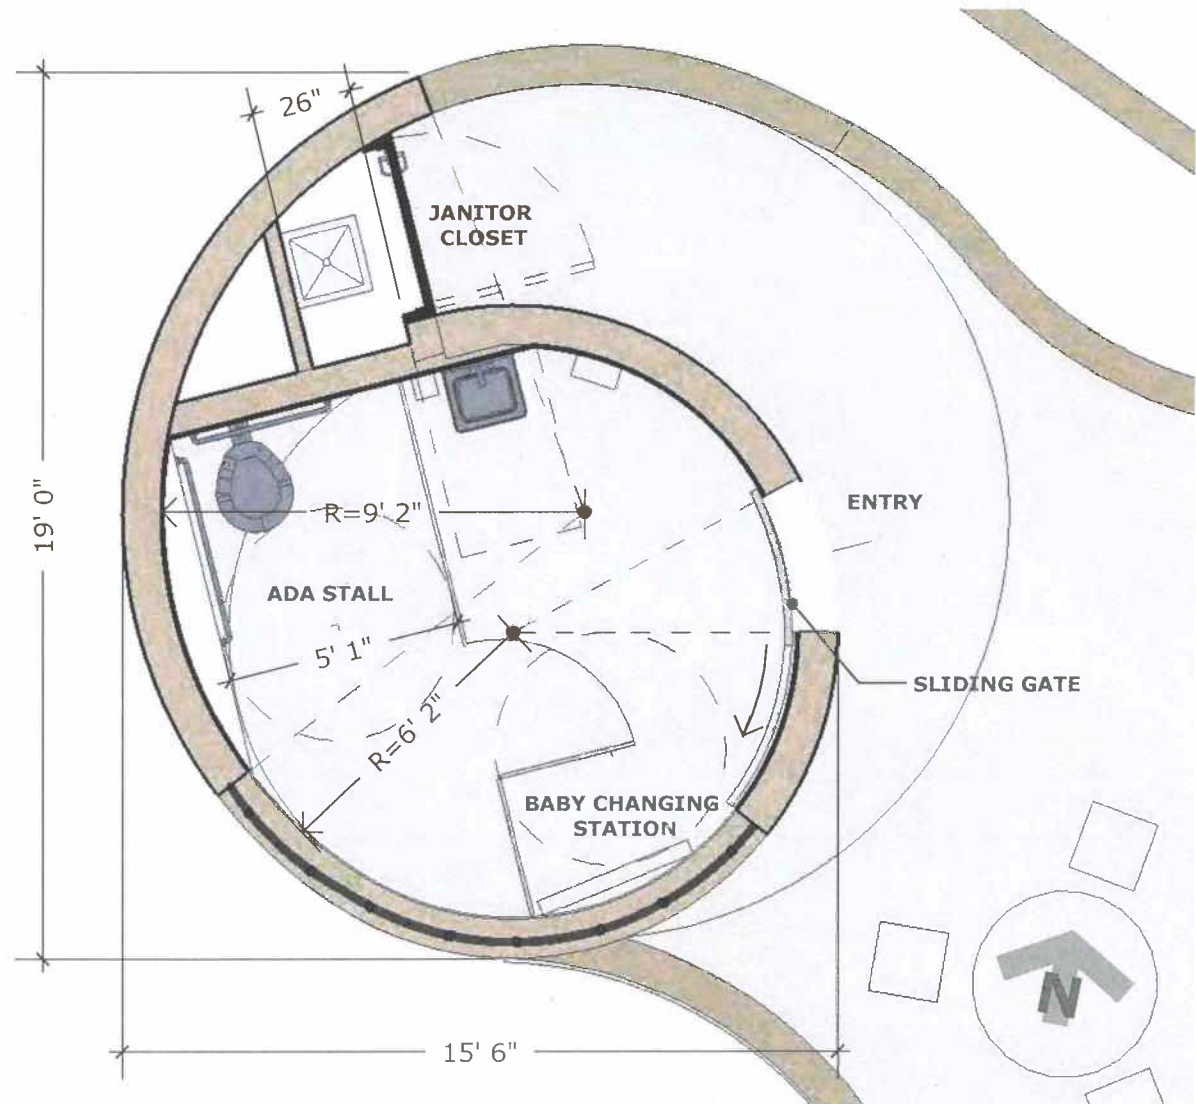 26"
JANITOR
CLOSET
19' 0"
R=9' 2"
ENTRY
ADA STALL
5' 1"
SLIDING GATE
R=6' 2"
BABY CHANGING
STATION
N
15' 6"